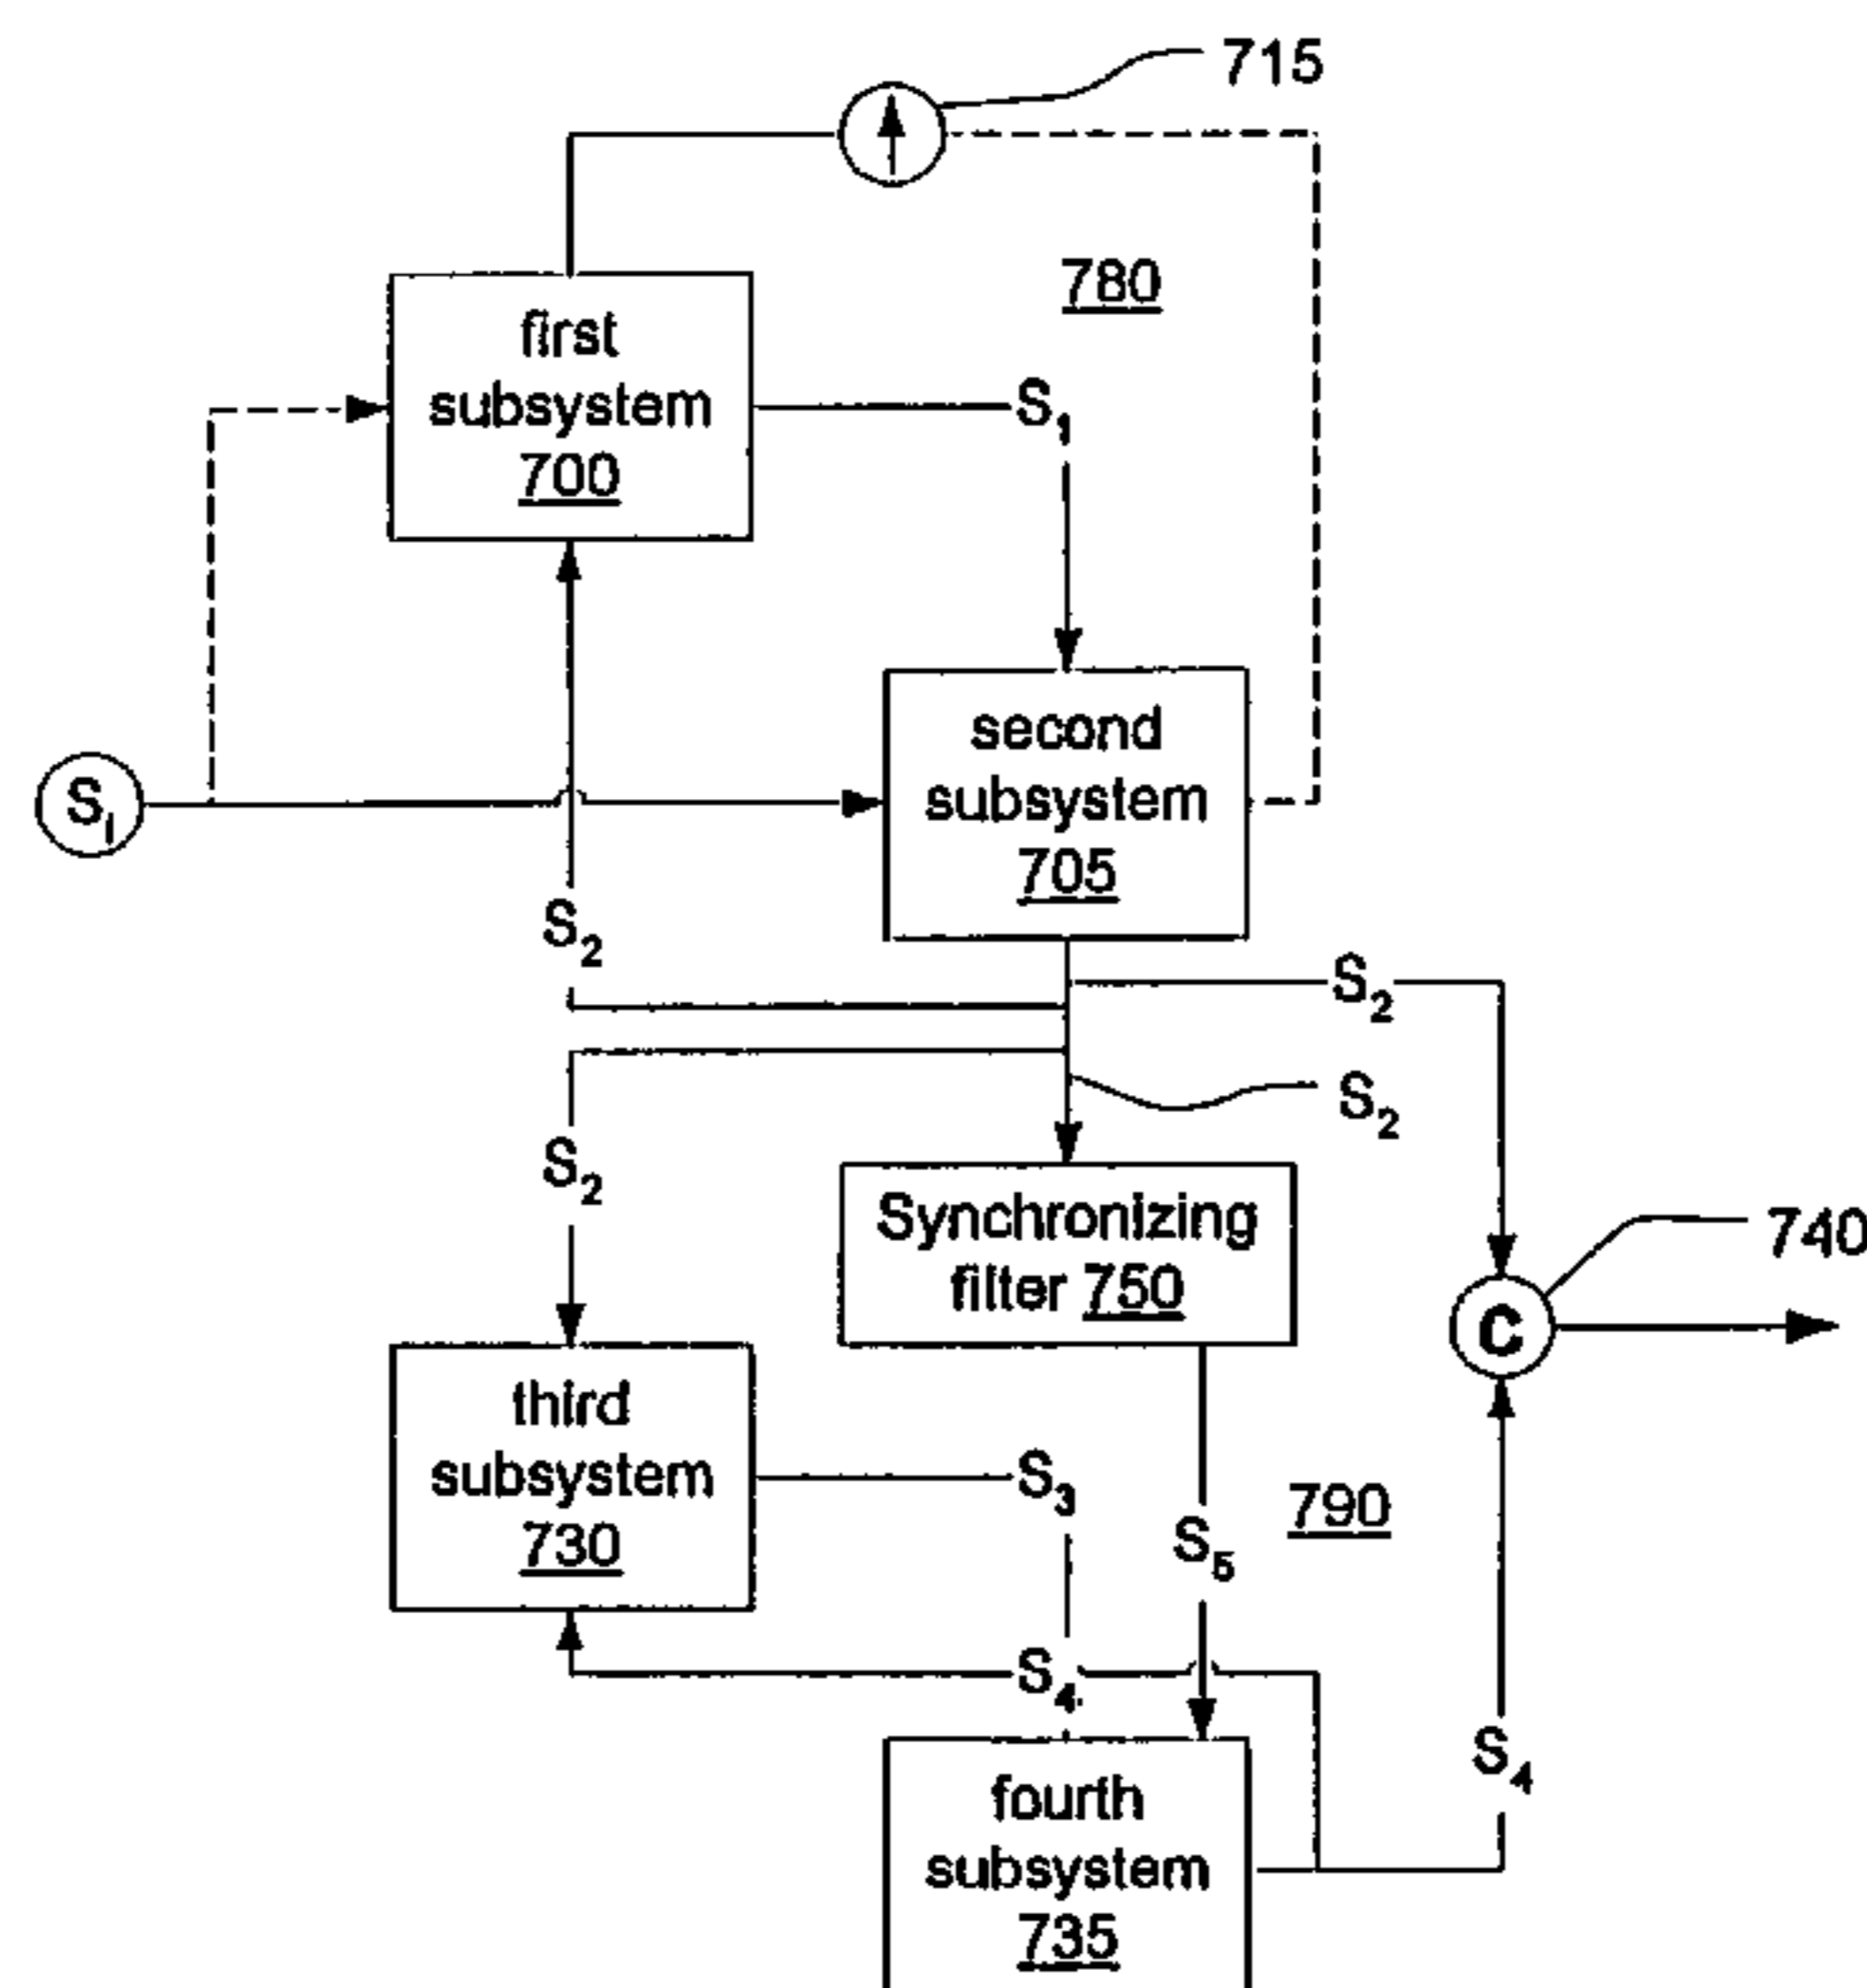 715
780
first
subsystem
700
S₁
Sᵢ
second
subsystem
705
S₂
S₂
S₂
S₂
Synchronizing
filter 750
740
C
third
subsystem
730
S₃
S₅
790
S₄
S₄
fourth
subsystem
735